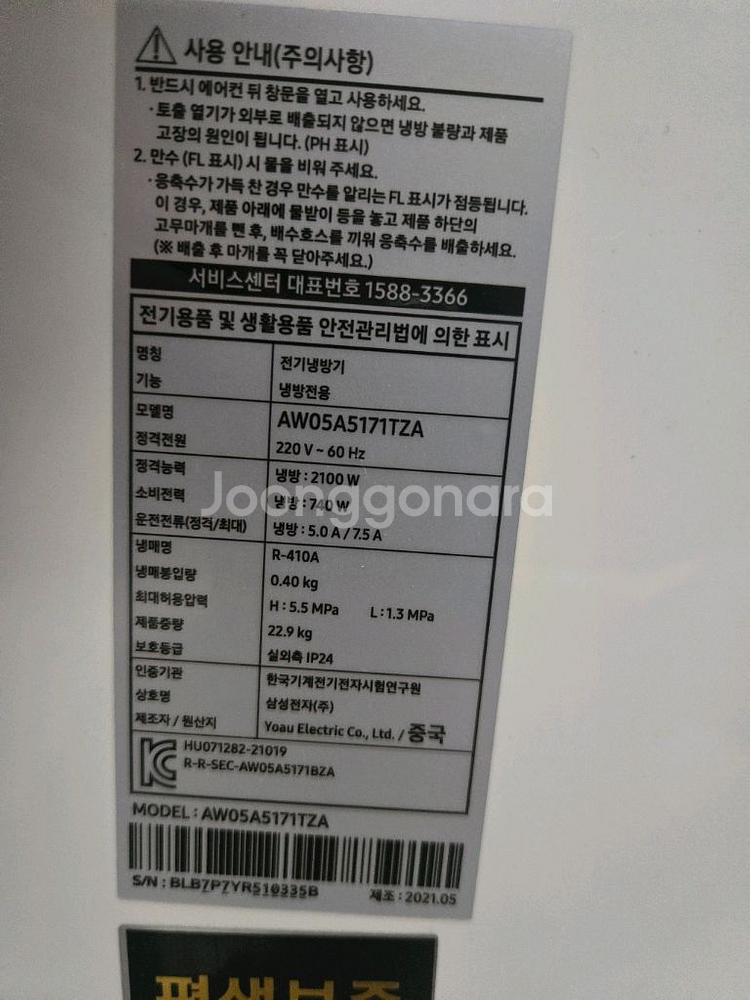 사용 안내(주의사항)
1. 반드시 에어컨 뒤 창문을 열고 사용하세요.
· 토출 열기가 외부로 배출되지 않으면 냉방 불량과 제품
고장의 원인이 됩니다. (PH 표시)
2. 만수 (FL 표시) 시 물을 비워 주세요.
· 응축수가 가득 찬 경우 만수를 알리는 FL 표시가 점등됩니다.
이 경우, 제품 아래에 물받이 등을 놓고 제품 하단의
고무마개를 뺀 후, 배수호스를 끼워 응축수를 배출하세요.
(※ 배출 후 마개를 꼭 닫아주세요.)
서비스센터 대표번호 1588-3366
전기용품 및 생활용품 안전관리법에 의한 표시
명칭 전기냉방기
기능 냉방전용
모델명 AW05A5171TZA
정격전원 220 V ~ 60 Hz
정격능력 냉방 : 2100 W
소비전력 냉방 : 740 W
운전전류(정격/최대) 냉방 : 5.0 A / 7.5 A
냉매명 R-410A
냉매봉입량 0.40 kg
최대허용압력 H : 5.5 MPa L : 1.3 MPa
제품중량 22.9 kg
보호등급 실외측 IP24
인증기관 한국기계전기전자시험연구원
상호명 삼성전자(주)
제조자 / 원산지 Yoau Electric Co., Ltd. / 중국
HU071282-21019
R-R-SEC-AW05A5171BZA
MODEL : AW05A5171TZA
S/N : BLB7P7YR510335B 제조 : 2021.05
평생보증
Joonggonara